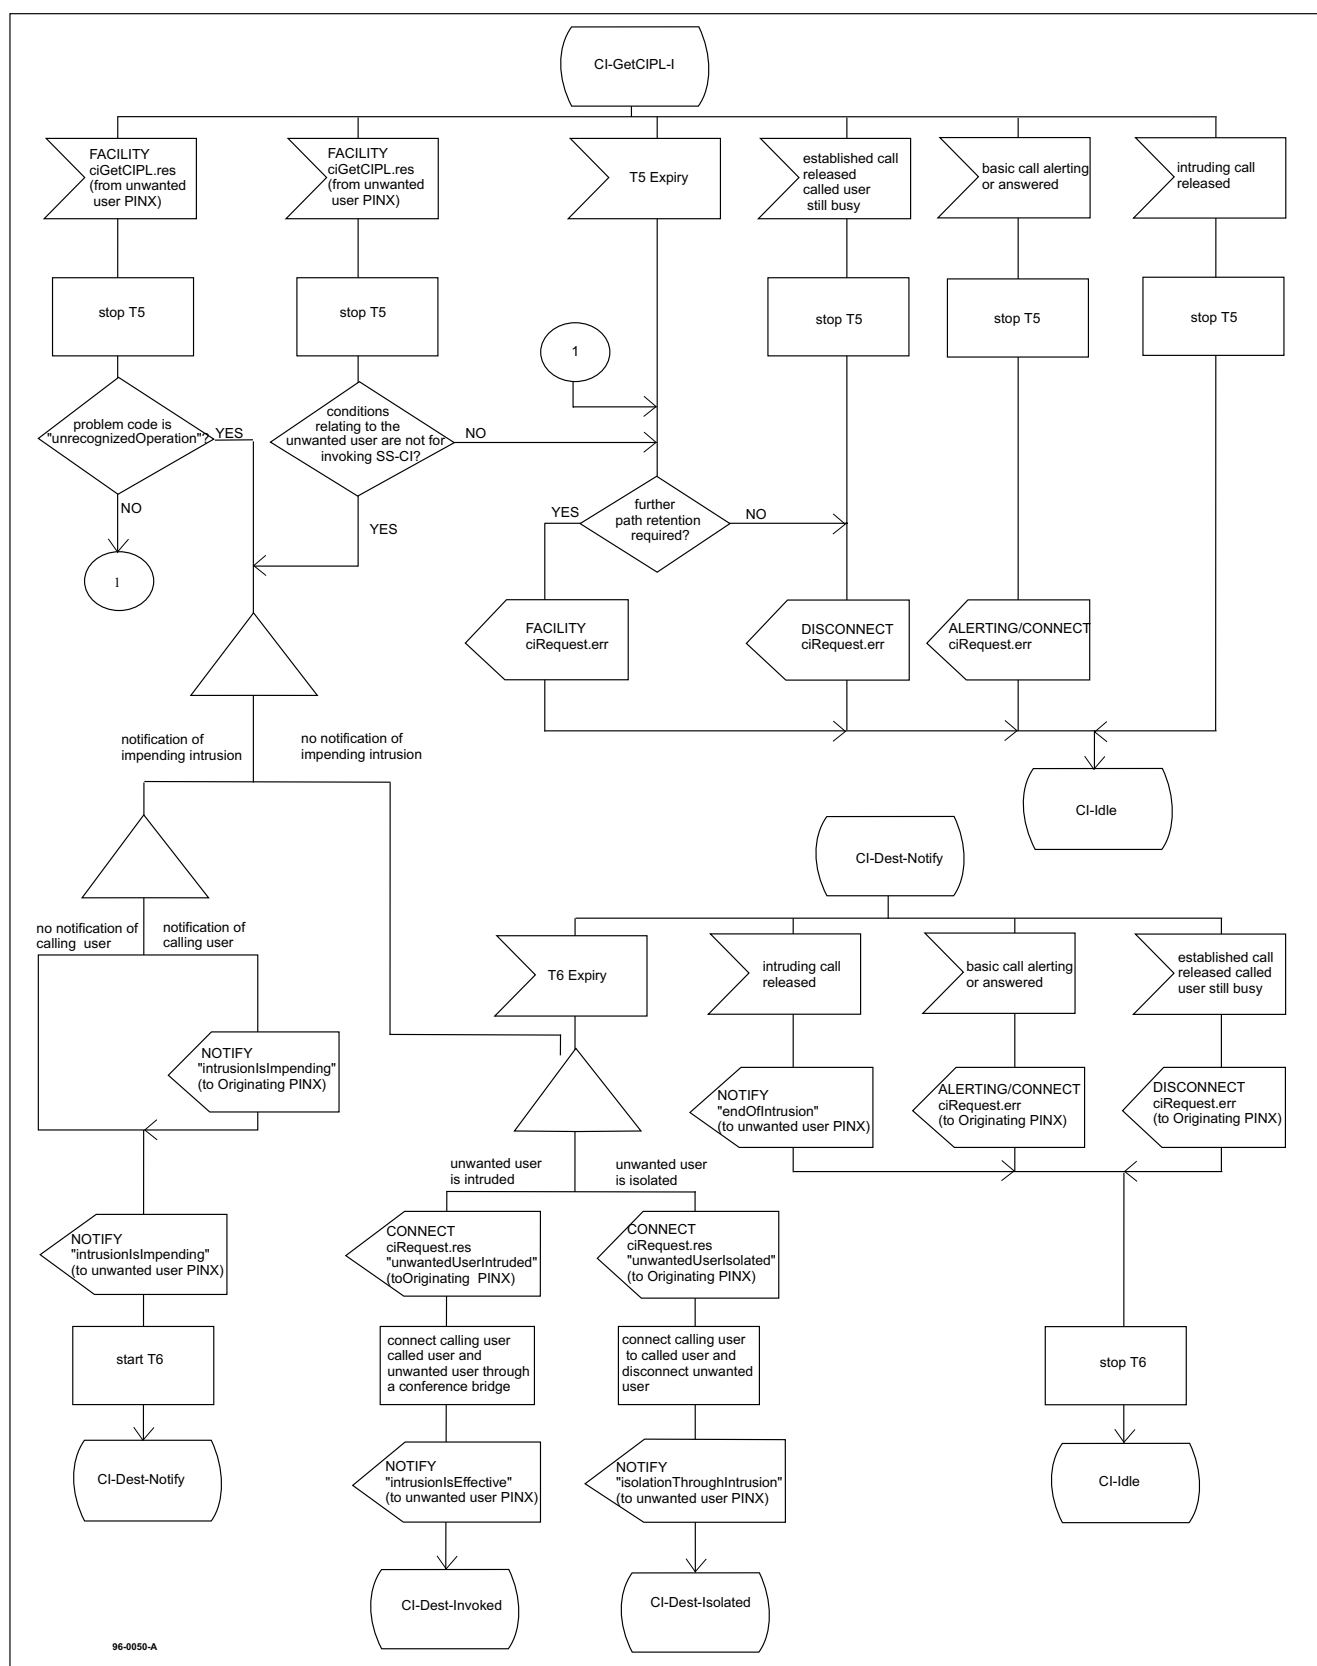 CI-GetCIPL-I
FACILITY
ciGetCIPL.res
(from unwanted
user PINX)
FACILITY
ciGetCIPL.res
(from unwanted
user PINX)
T5 Expiry
established call
released
called user
still busy
basic call alerting
or answered
intruding call
released
stop T5
stop T5
stop T5
stop T5
stop T5
1
problem code is
"unrecognizedOperation"?
YES
NO
1
conditions
relating to the
unwanted user are not for
invoking SS-CI?
NO
YES
further
path retention
required?
YES
NO
FACILITY
ciRequest.err
DISCONNECT
ciRequest.err
ALERTING/CONNECT
ciRequest.err
CI-Idle
notification of
impending intrusion
no notification of
impending intrusion
no notification of
calling user
notification of
calling user
NOTIFY
"intrusionIsImpending"
(to Originating PINX)
NOTIFY
"intrusionIsImpending"
(to unwanted user PINX)
start T6
CI-Dest-Notify
CI-Dest-Notify
T6 Expiry
intruding call
released
basic call alerting
or answered
established call
released called
user still busy
NOTIFY
"endOfIntrusion"
(to unwanted user PINX)
ALERTING/CONNECT
ciRequest.err
(to Originating PINX)
DISCONNECT
ciRequest.err
(to Originating PINX)
unwanted user
is intruded
unwanted user
is isolated
CONNECT
ciRequest.res
"unwantedUserIntruded"
(toOriginating PINX)
CONNECT
ciRequest.res
"unwantedUserIsolated"
(to Originating PINX)
connect calling user
called user and
unwanted user through
a conference bridge
connect calling user
to called user and
disconnect unwanted
user
stop T6
NOTIFY
"intrusionIsEffective"
(to unwanted user PINX)
NOTIFY
"isolationThroughIntrusion"
(to unwanted user PINX)
CI-Idle
CI-Dest-Invoked
CI-Dest-Isolated
96-0050-A